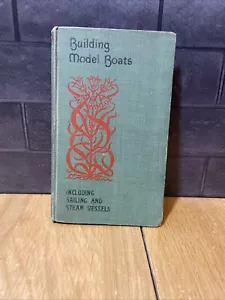 Building
Model Boats
INCLUDING
SAILING AND
STEAM VESSELS